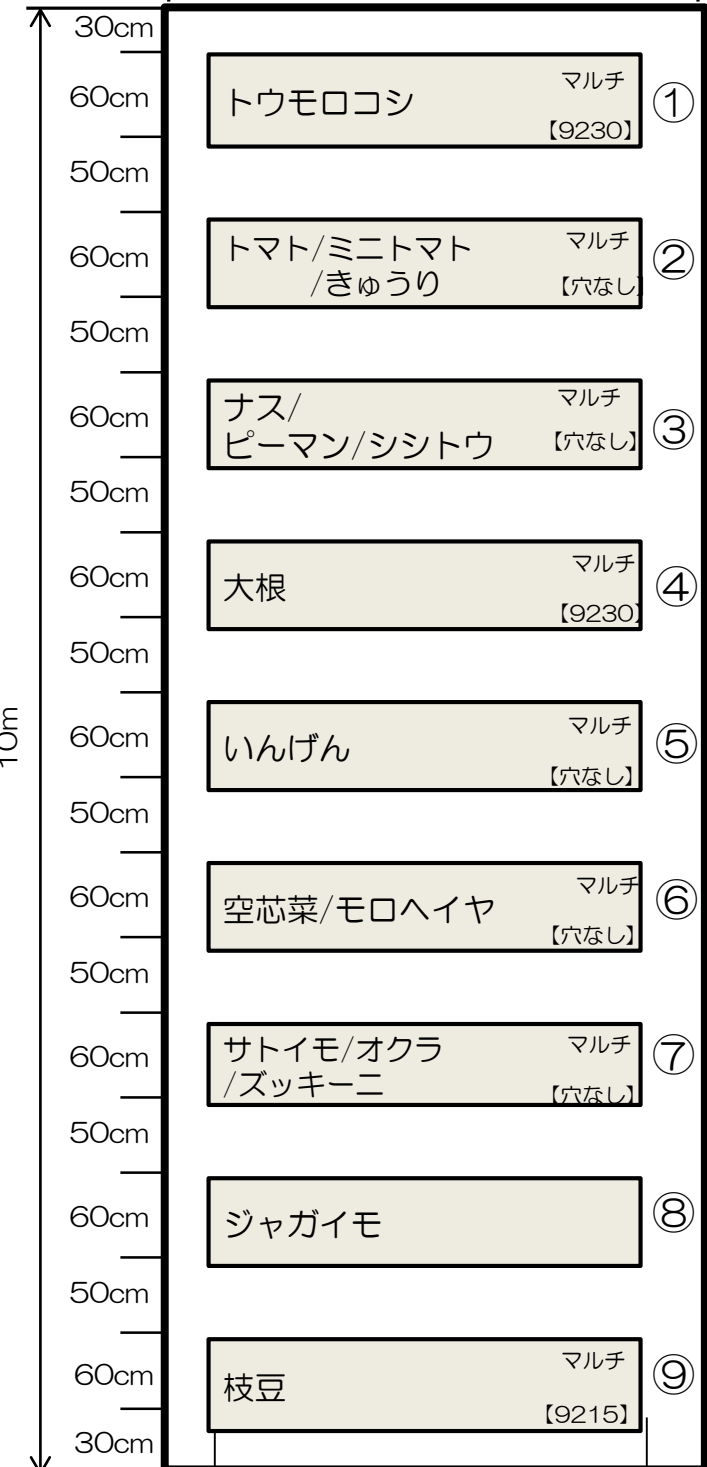 30cm
60cm
トウモロコシ
マルチ
【9230】
①
50cm
60cm
トマト/ミニトマト
/きゅうり
マルチ
【穴なし】
②
50cm
60cm
ナス/
ピーマン/シシトウ
マルチ
【穴なし】
③
50cm
60cm
大根
マルチ
【9230】
④
50cm
10m
60cm
いんげん
マルチ
【穴なし】
⑤
50cm
60cm
空芯菜/モロヘイヤ
マルチ
【穴なし】
⑥
50cm
60cm
サトイモ/オクラ
/ズッキーニ
マルチ
【穴なし】
⑦
50cm
60cm
ジャガイモ
⑧
50cm
60cm
枝豆
マルチ
【9215】
⑨
30cm